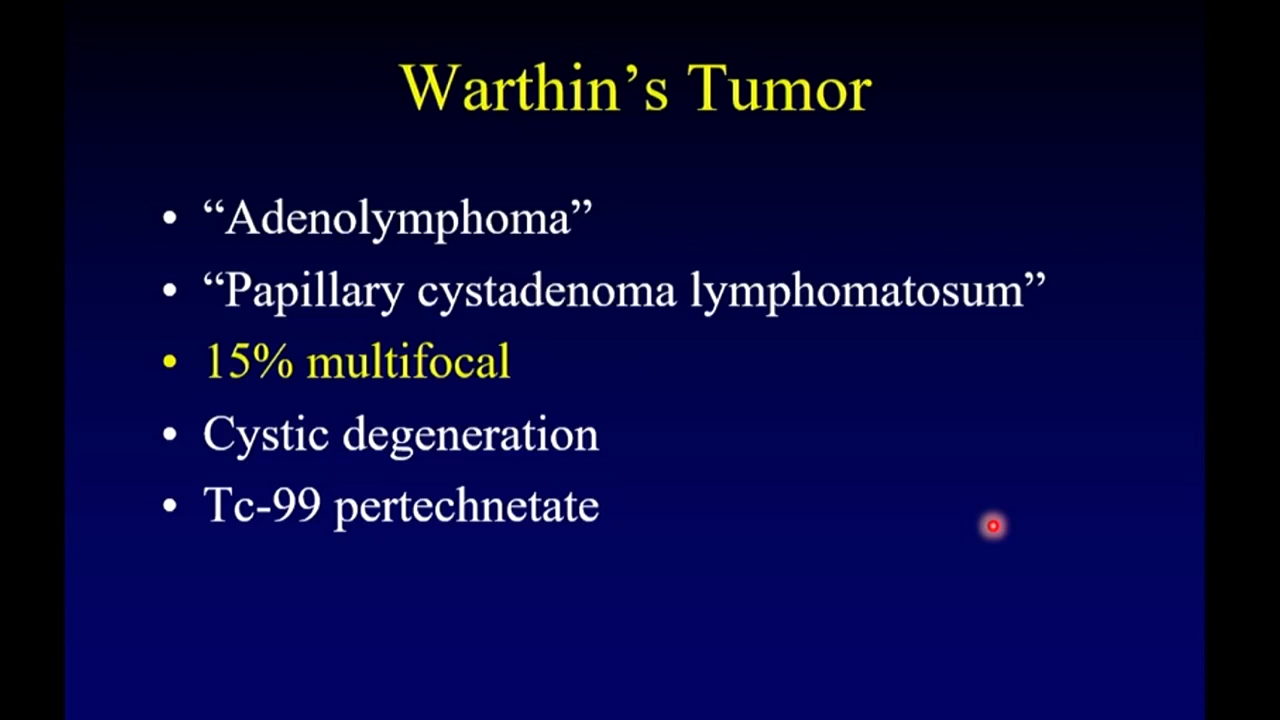 Warthin’s Tumor
• “Adenolymphoma”
• “Papillary cystadenoma lymphomatosum”
• 15% multifocal
• Cystic degeneration
• Tc-99 pertechnetate